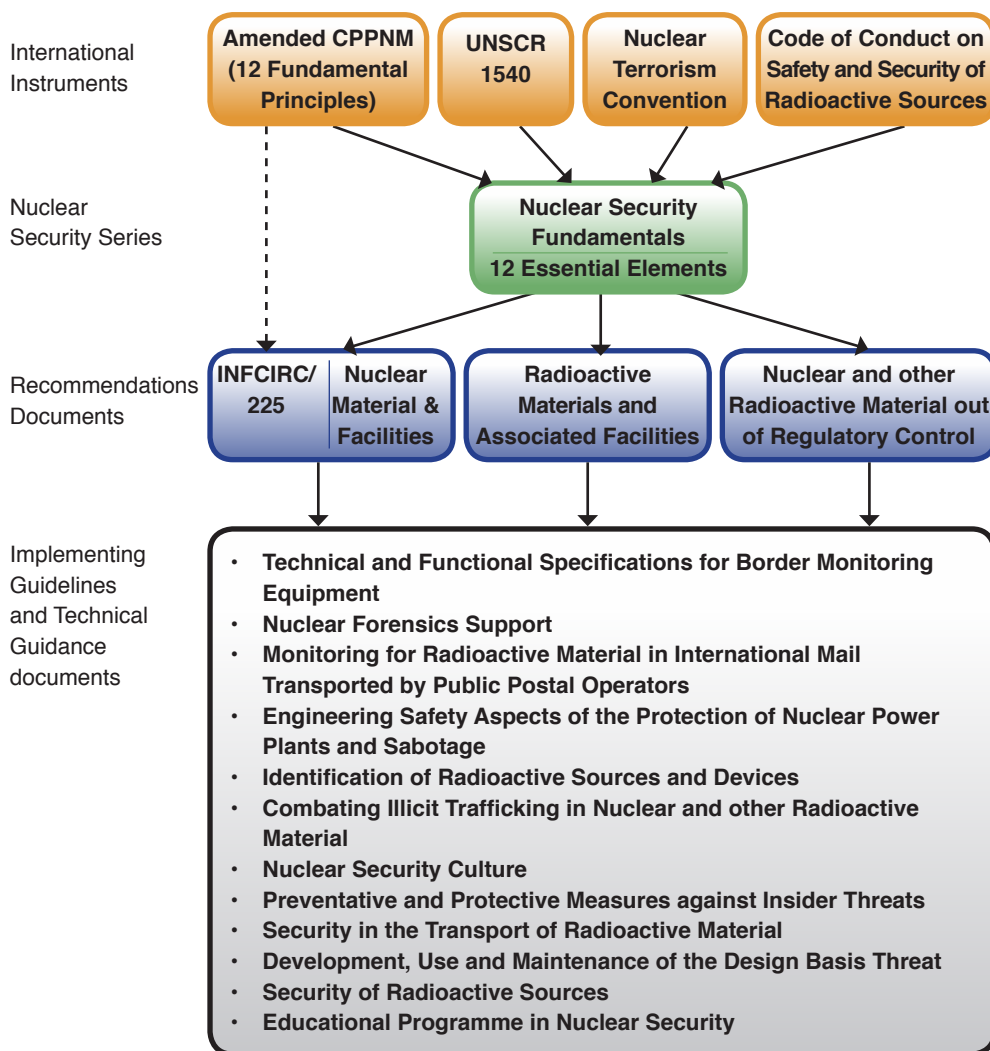 International
Instruments
Amended CPPNM
(12 Fundamental
Principles)
UNSCR
1540
Nuclear
Terrorism
Convention
Code of Conduct on
Safety and Security of
Radioactive Sources
Nuclear
Security Series
Nuclear Security
Fundamentals
12 Essential Elements
Recommendations
Documents
INFCIRC/
225
Nuclear
Material &
Facilities
Radioactive
Materials and
Associated Facilities
Nuclear and other
Radioactive Material out
of Regulatory Control
Implementing
Guidelines
and Technical
Guidance
documents
• Technical and Functional Specifications for Border Monitoring
Equipment
• Nuclear Forensics Support
• Monitoring for Radioactive Material in International Mail
Transported by Public Postal Operators
• Engineering Safety Aspects of the Protection of Nuclear Power
Plants and Sabotage
• Identification of Radioactive Sources and Devices
• Combating Illicit Trafficking in Nuclear and other Radioactive
Material
• Nuclear Security Culture
• Preventative and Protective Measures against Insider Threats
• Security in the Transport of Radioactive Material
• Development, Use and Maintenance of the Design Basis Threat
• Security of Radioactive Sources
• Educational Programme in Nuclear Security